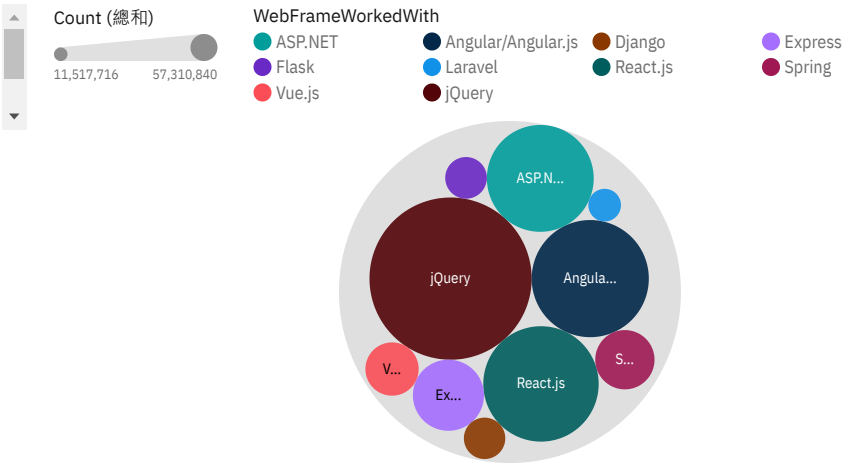 Count (總和)
11,517,716 57,310,840
WebFrameWorkedWith
ASP.NET Angular/Angular.js Django Express
Flask Laravel React.js Spring
Vue.js jQuery
ASP.N...
jQuery Angula...
V... Ex... React.js S...